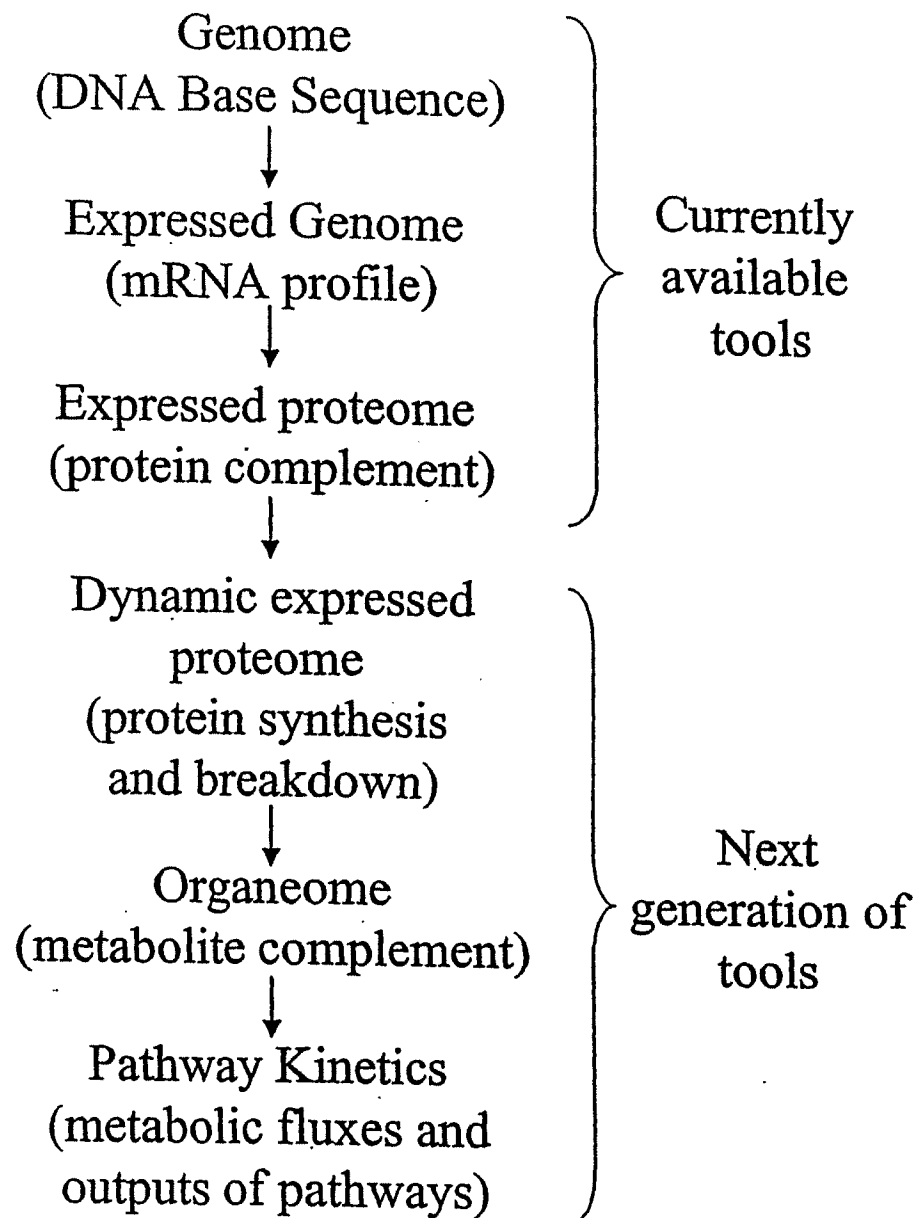 Genome
(DNA Base Sequence)
Expressed Genome
(mRNA profile)
Expressed proteome
(protein complement)
Currently
available
tools
Dynamic expressed
proteome
(protein synthesis
and breakdown)
Organeome
(metabolite complement)
Pathway Kinetics
(metabolic fluxes and
outputs of pathways)
Next
generation of
tools